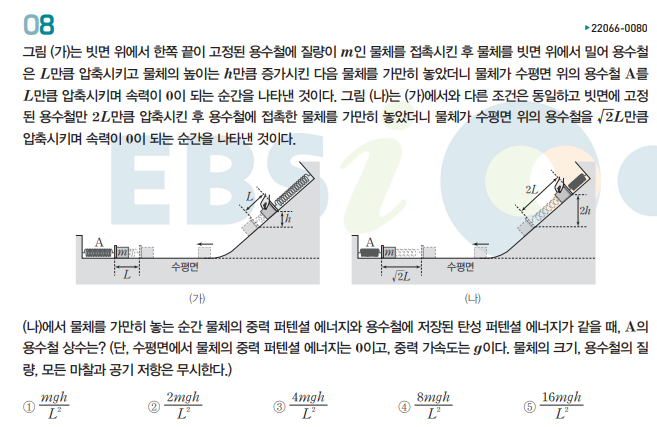 08
▶22066-0080
그림 (가)는 빗면 위에서 한쪽 끝이 고정된 용수철에 질량이 m인 물체를 접촉시킨 후 물체를 빗면 위에서 밀어 용수철
은 L만큼 압축시키고 물체의 높이는 h만큼 증가시킨 다음 물체를 가만히 놓았더니 물체가 수평면 위의 용수철 A를
L만큼 압축시키며 속력이 0이 되는 순간을 나타낸 것이다. 그림 (나)는 (가)에서와 다른 조건은 동일하고 빗면에 고정
된 용수철만 2L만큼 압축시킨 후 용수철에 접촉한 물체를 가만히 놓았더니 물체가 수평면 위의 용수철을 √2L만큼
압축시키며 속력이 0이 되는 순간을 나타낸 것이다.
EBSi
L
h
A
m
L
수평면
(가)
2L
2h
A
m
√2L
수평면
(나)
(나)에서 물체를 가만히 놓는 순간 물체의 중력 퍼텐셜 에너지와 용수철에 저장된 탄성 퍼텐셜 에너지가 같을 때, A의
용수철 상수는? (단, 수평면에서 물체의 중력 퍼텐셜 에너지는 0이고, 중력 가속도는 g이다. 물체의 크기, 용수철의 질
량, 모든 마찰과 공기 저항은 무시한다.)
① mgh/L² ② 2mgh/L² ③ 4mgh/L² ④ 8mgh/L² ⑤ 16mgh/L²